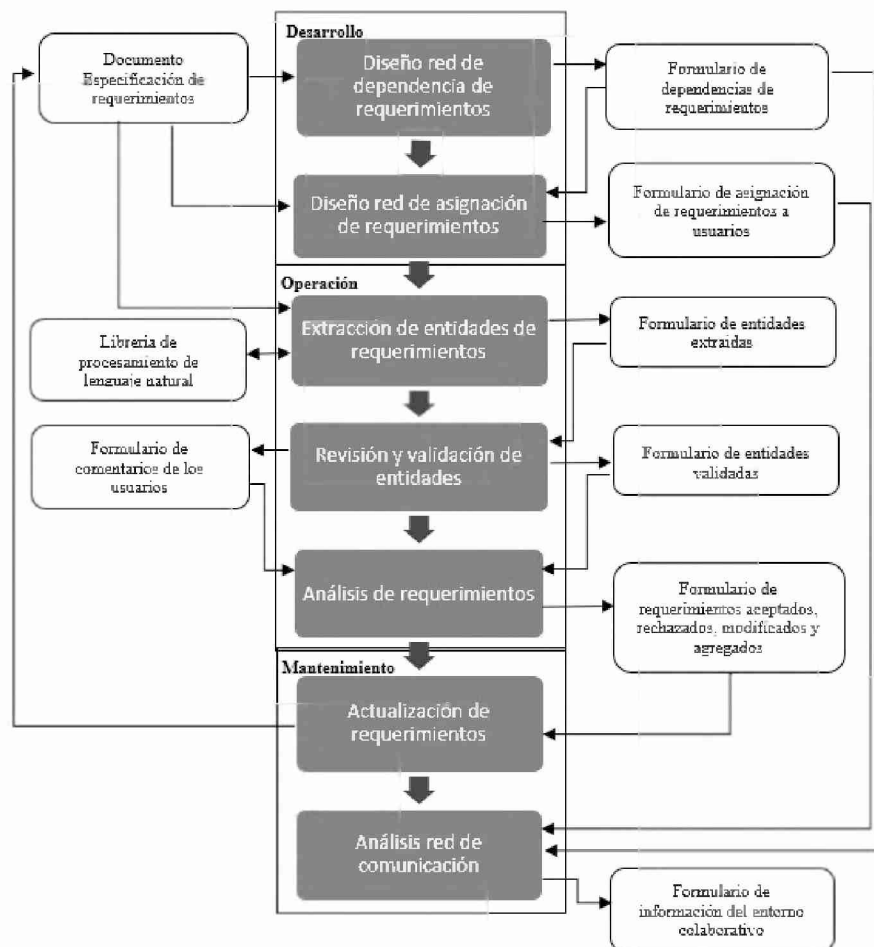 Desarrollo
Documento
Especificación de
requerimientos
Diseño red de
dependencia de
requerimientos
Formulario de
dependencias de
requerimientos
Diseño red de asignación
de requerimientos
Formulario de asignación
de requerimientos a
usuarios
Operación
Extracción de entidades de
requerimientos
Formulario de entidades
extraidas
Libreria de
procesamiento de
lenguaje natural
Formulario de
comentarios de los
usuarios
Revisión y validación de
entidades
Formulario de entidades
validadas
Análisis de requerimientos
Formulario de
requerimientos aceptados,
rechazados, modificados y
agregados
Mantenimiento
Actualización de
requerimientos
Análisis red de
comunicación
Formulario de
información del entorno
colaborativo